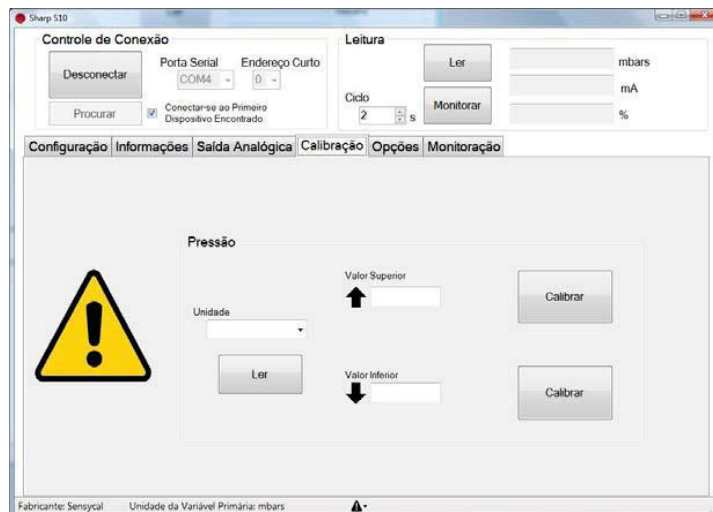 Sharp S10
Controle de Conexão
Desconectar
Porta Serial
COM4
Endereço Curto
0
Procurar
Conectar-se ao Primeiro
Dispositivo Encontrado
Leitura
Ler
mbars
mA
Ciclo
2
s
Monitorar
%
Configuração Informações Saída Analógica Calibração Opções Monitoração
Pressão
Unidade
Ler
Valor Superior
Calibrar
Valor Inferior
Calibrar
Fabricante: Sensycal Unidade da Variável Primária: mbars